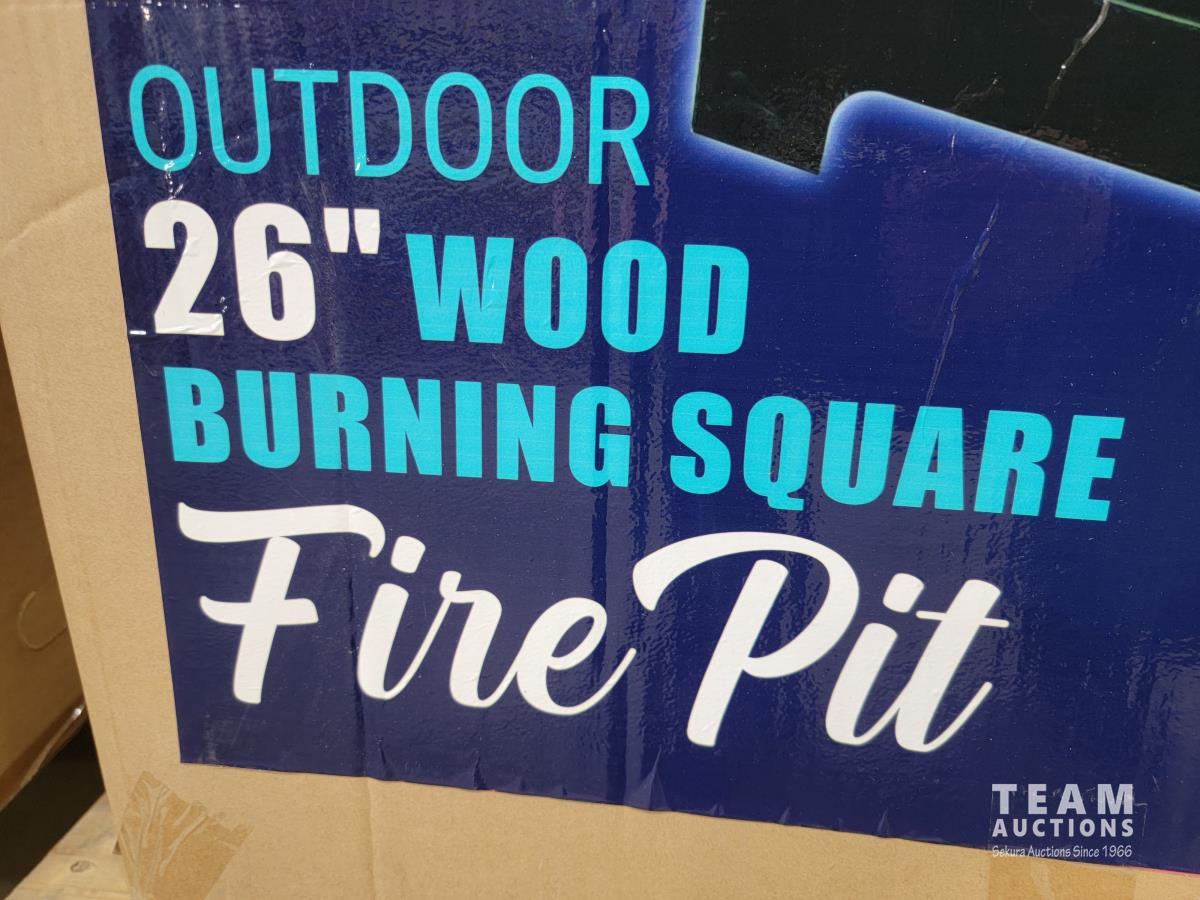 OUTDOOR
26" WOOD
BURNING SQUARE
Fire Pit
TEAM
AUCTIONS
Sekura Auctions Since 1966